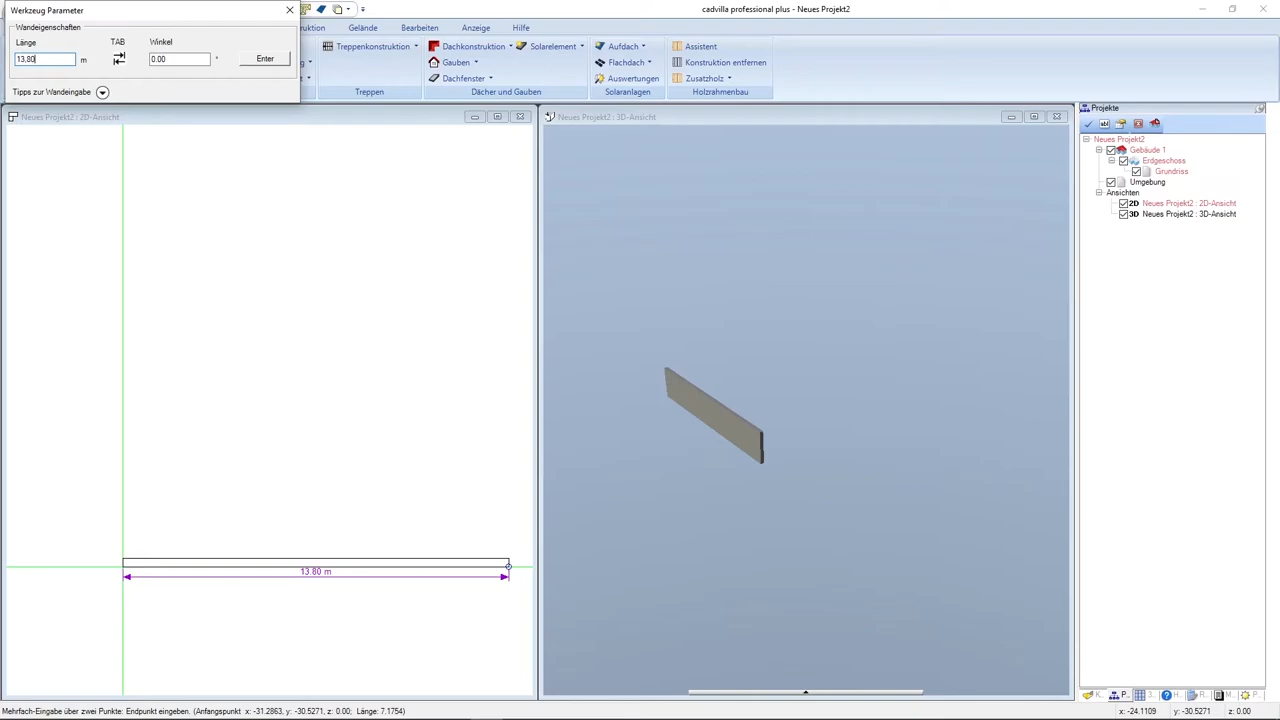 Werkzeug Parameter
cadvilla professional plus - Neues Projekt2
Wandeigenschaften
Länge TAB Winkel
13.80 m 0.00 ° Enter
Tipps zur Wandeingabe
Gelände Bearbeiten Anzeige Hilfe
Treppenkonstruktion Dachkonstruktion Solarelement Aufdach Assistent
Gauben Flachdach Konstruktion entfernen
Dachfenster Auswertungen Zusatzholz
Treppen Dächer und Gauben Solaranlagen Holzrahmenbau
Neues Projekt2 : 2D-Ansicht
Neues Projekt2 : 3D-Ansicht
Projekte
Neues Projekt2
Gebäude 1
Erdgeschoss
Grundriss
Umgebung
Ansichten
2D Neues Projekt2 : 2D-Ansicht
3D Neues Projekt2 : 3D-Ansicht
13.80 m
K.. P.. 3.. H.. R.. M.. P..
Mehrfach-Eingabe über zwei Punkte: Endpunkt eingeben. (Anfangspunkt x: -31.2863, y: -30.5271, z: 0.00; Länge: 7.1754) x: -24.1109 y: -30.5271 z: 0.00